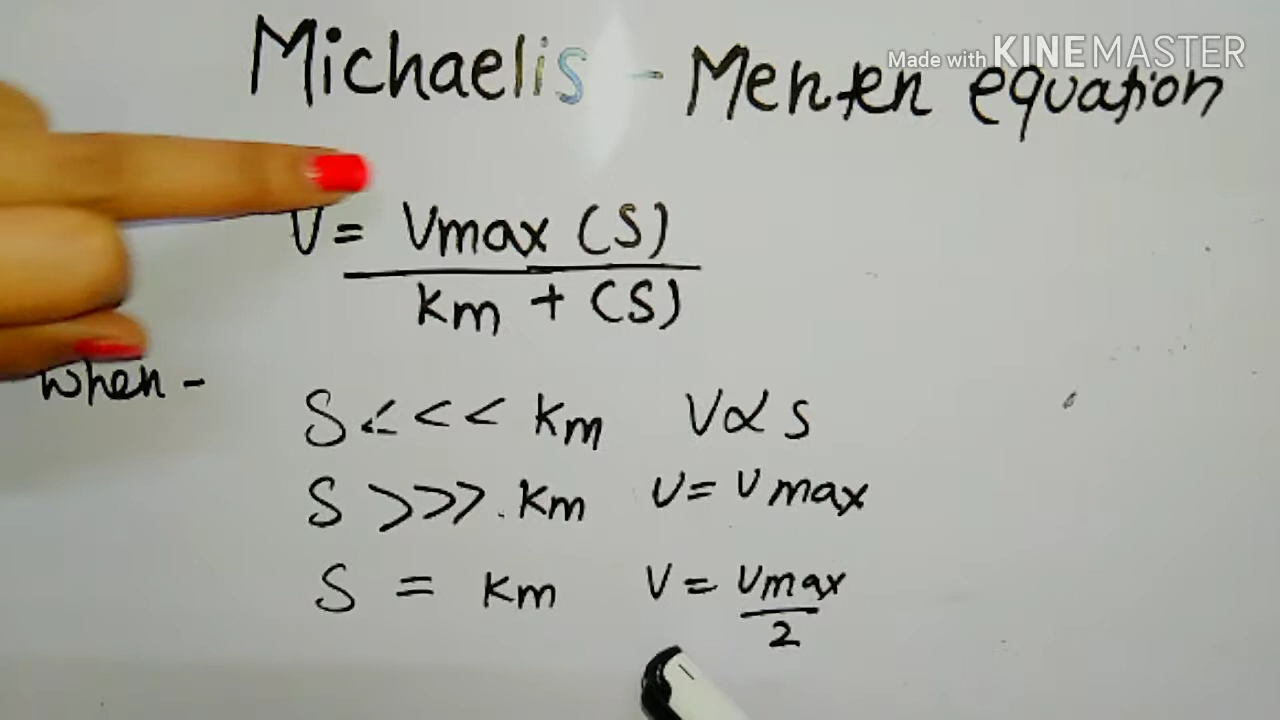 Made with KINEMASTER
Michaelis - Menten equation
V = Vmax (S)
Km + (S)
When -
S <<< Km V∝ S
S >>> Km V = Vmax
S = Km V = Vmax
2